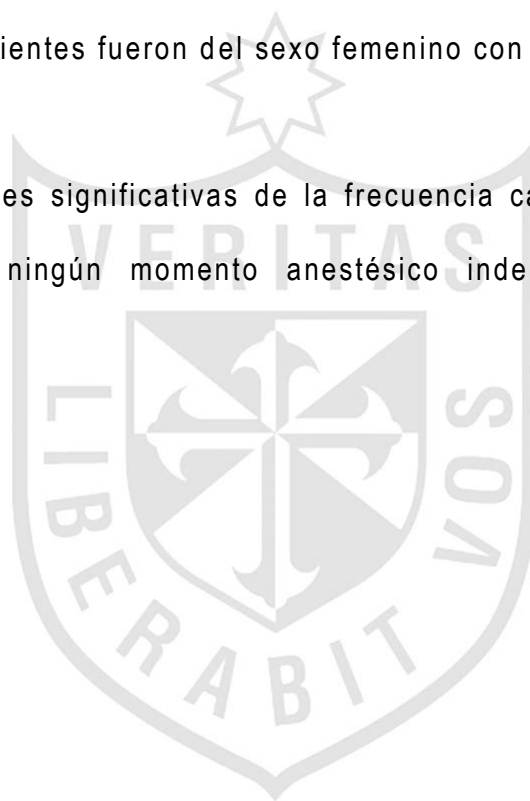 ientes fueron del sexo femenino con
es significativas de la frecuencia ca
ningún momento anestésico inde
VERITAS
LIBERABIT
VOS